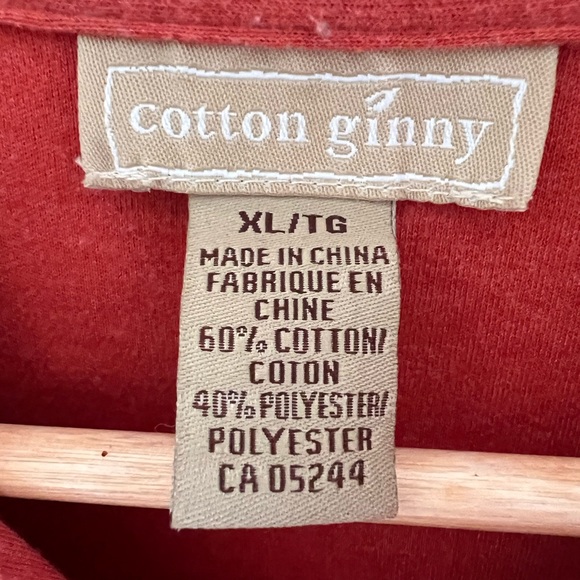 cotton ginny
XL/TG
MADE IN CHINA
FABRIQUE EN
CHINE
60% COTTON/
COTON
40% POLYESTER/
POLYESTER
CA 05244